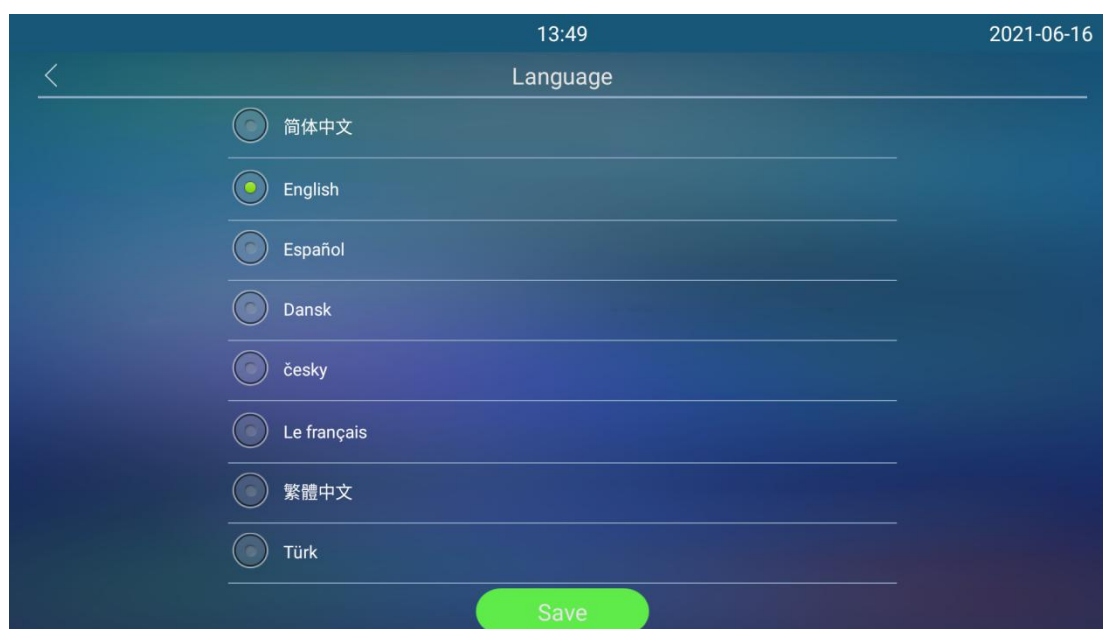 13:49 2021-06-16
Language
简体中文
English
Español
Dansk
česky
Le français
繁體中文
Türk
Save